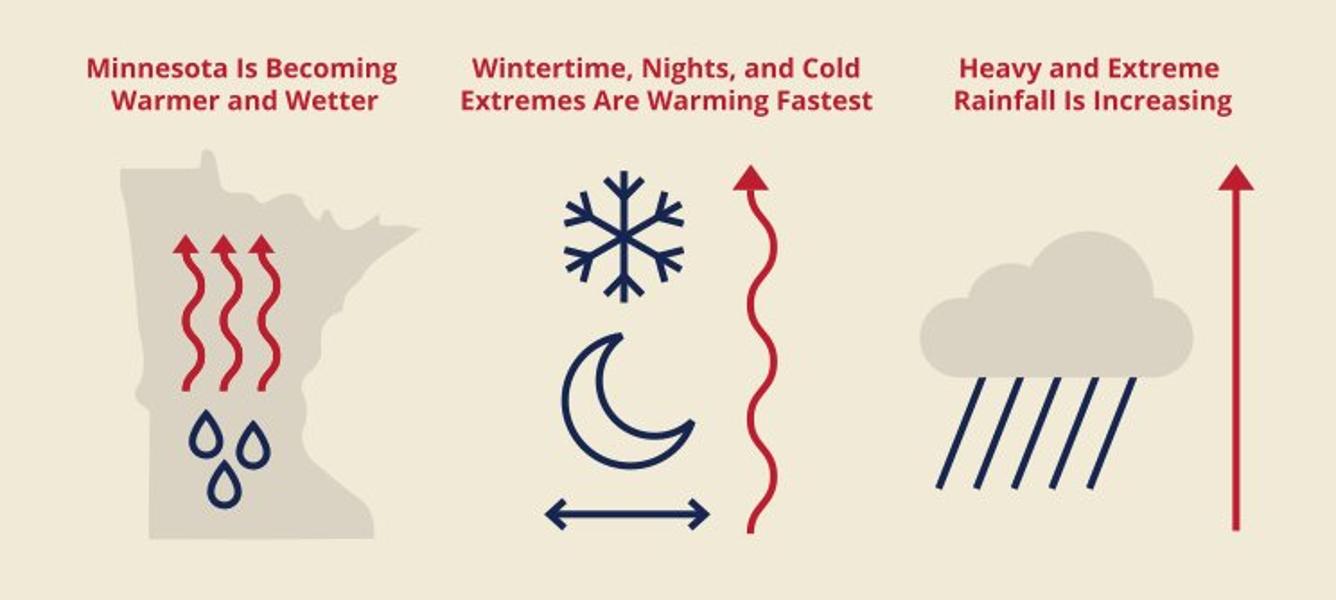 Minnesota Is Becoming
Warmer and Wetter
Wintertime, Nights, and Cold
Extremes Are Warming Fastest
Heavy and Extreme
Rainfall Is Increasing